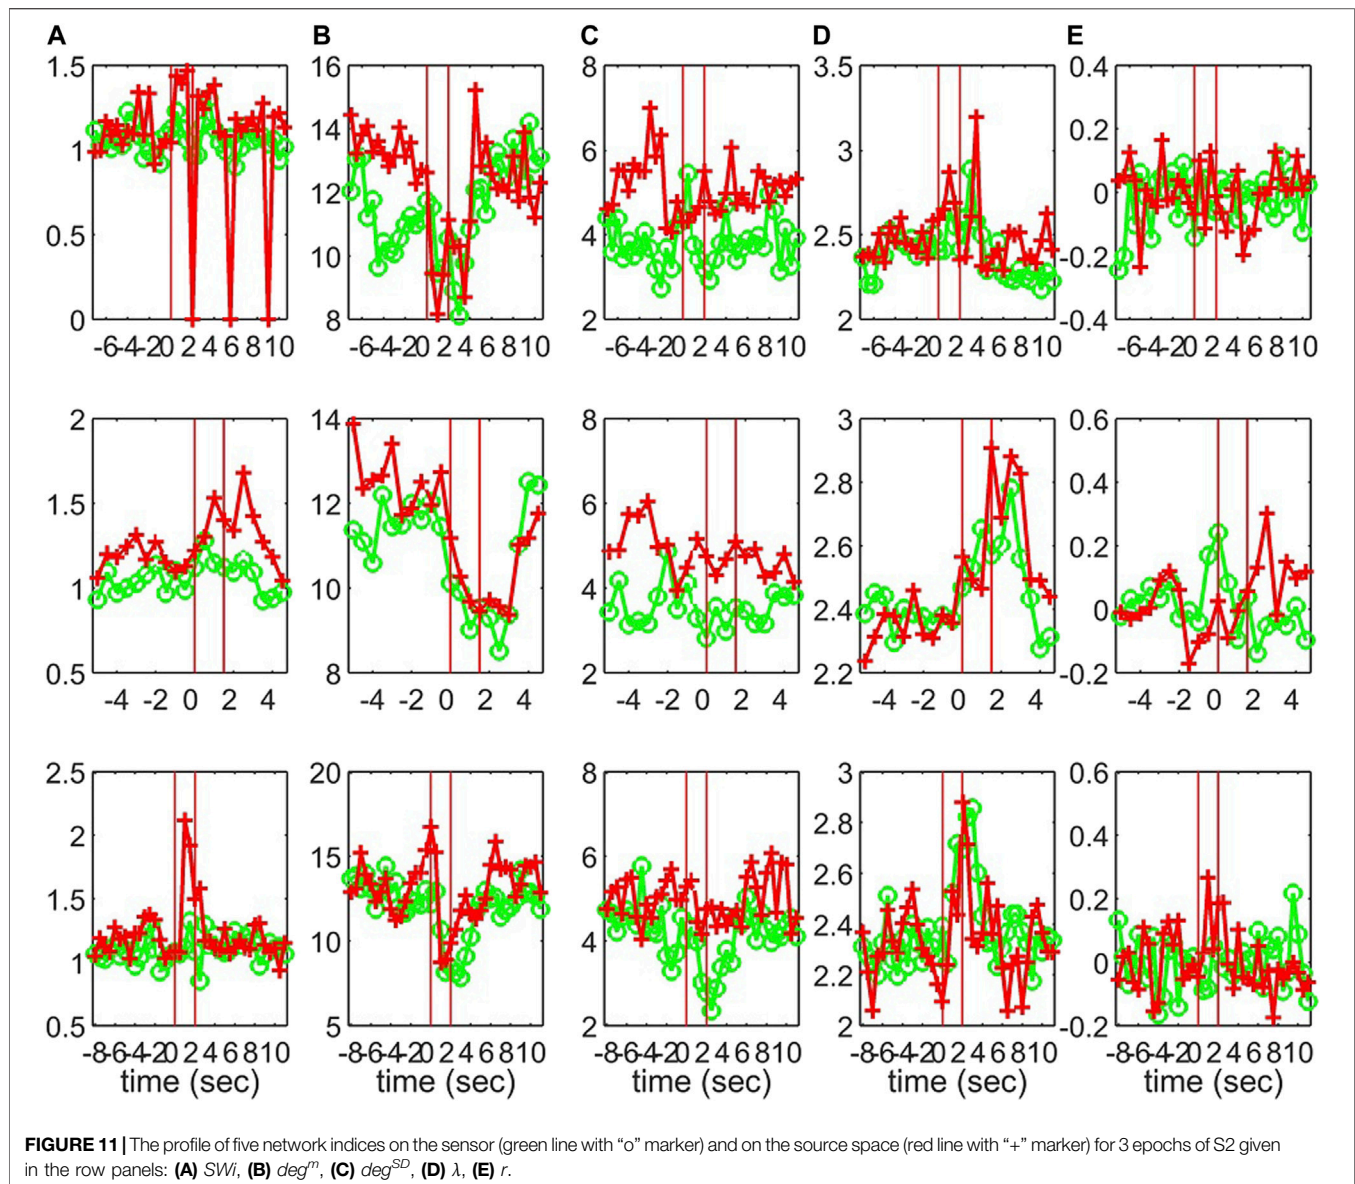 A B C D E
1.5 16 8 3.5 0.4
14 7 0.2
1 12 6 3 0
0.5 10 4 2.5 -0.2
0 8 2 2 -0.4
-6-4-20 2 4 6 8 10 -6-4-20 2 4 6 8 10 -6-4-20 2 4 6 8 10 -6-4-20 2 4 6 8 10 -6-4-20 2 4 6 8 10
2 14 8 3 0.6
1.5 12 6 2.8 0.4
2.6 0.2
1 10 4 2.4 0
0.5 8 2 2.2 -0.2
-4 -2 0 2 4 -4 -2 0 2 4 -4 -2 0 2 4 -4 -2 0 2 4 -4 -2 0 2 4
2.5 20 8 3 0.6
2 15 6 2.8 0.4
1.5 2.6 0.2
10 4 2.4
1 2.2 0
0.5 5 2 2 -0.2
-8-6-4-20 2 4 6 810 -8-6-4-20 2 4 6 810 -8-6-4-20 2 4 6 810 -8-6-4-20 2 4 6 810 -8-6-4-20 2 4 6 810
time (sec) time (sec) time (sec) time (sec) time (sec)
FIGURE 11 | The profile of five network indices on the sensor (green line with “o” marker) and on the source space (red line with “+” marker) for 3 epochs of S2 given
in the row panels: (A) SWi, (B) deg^m, (C) deg^SD, (D) λ, (E) r.